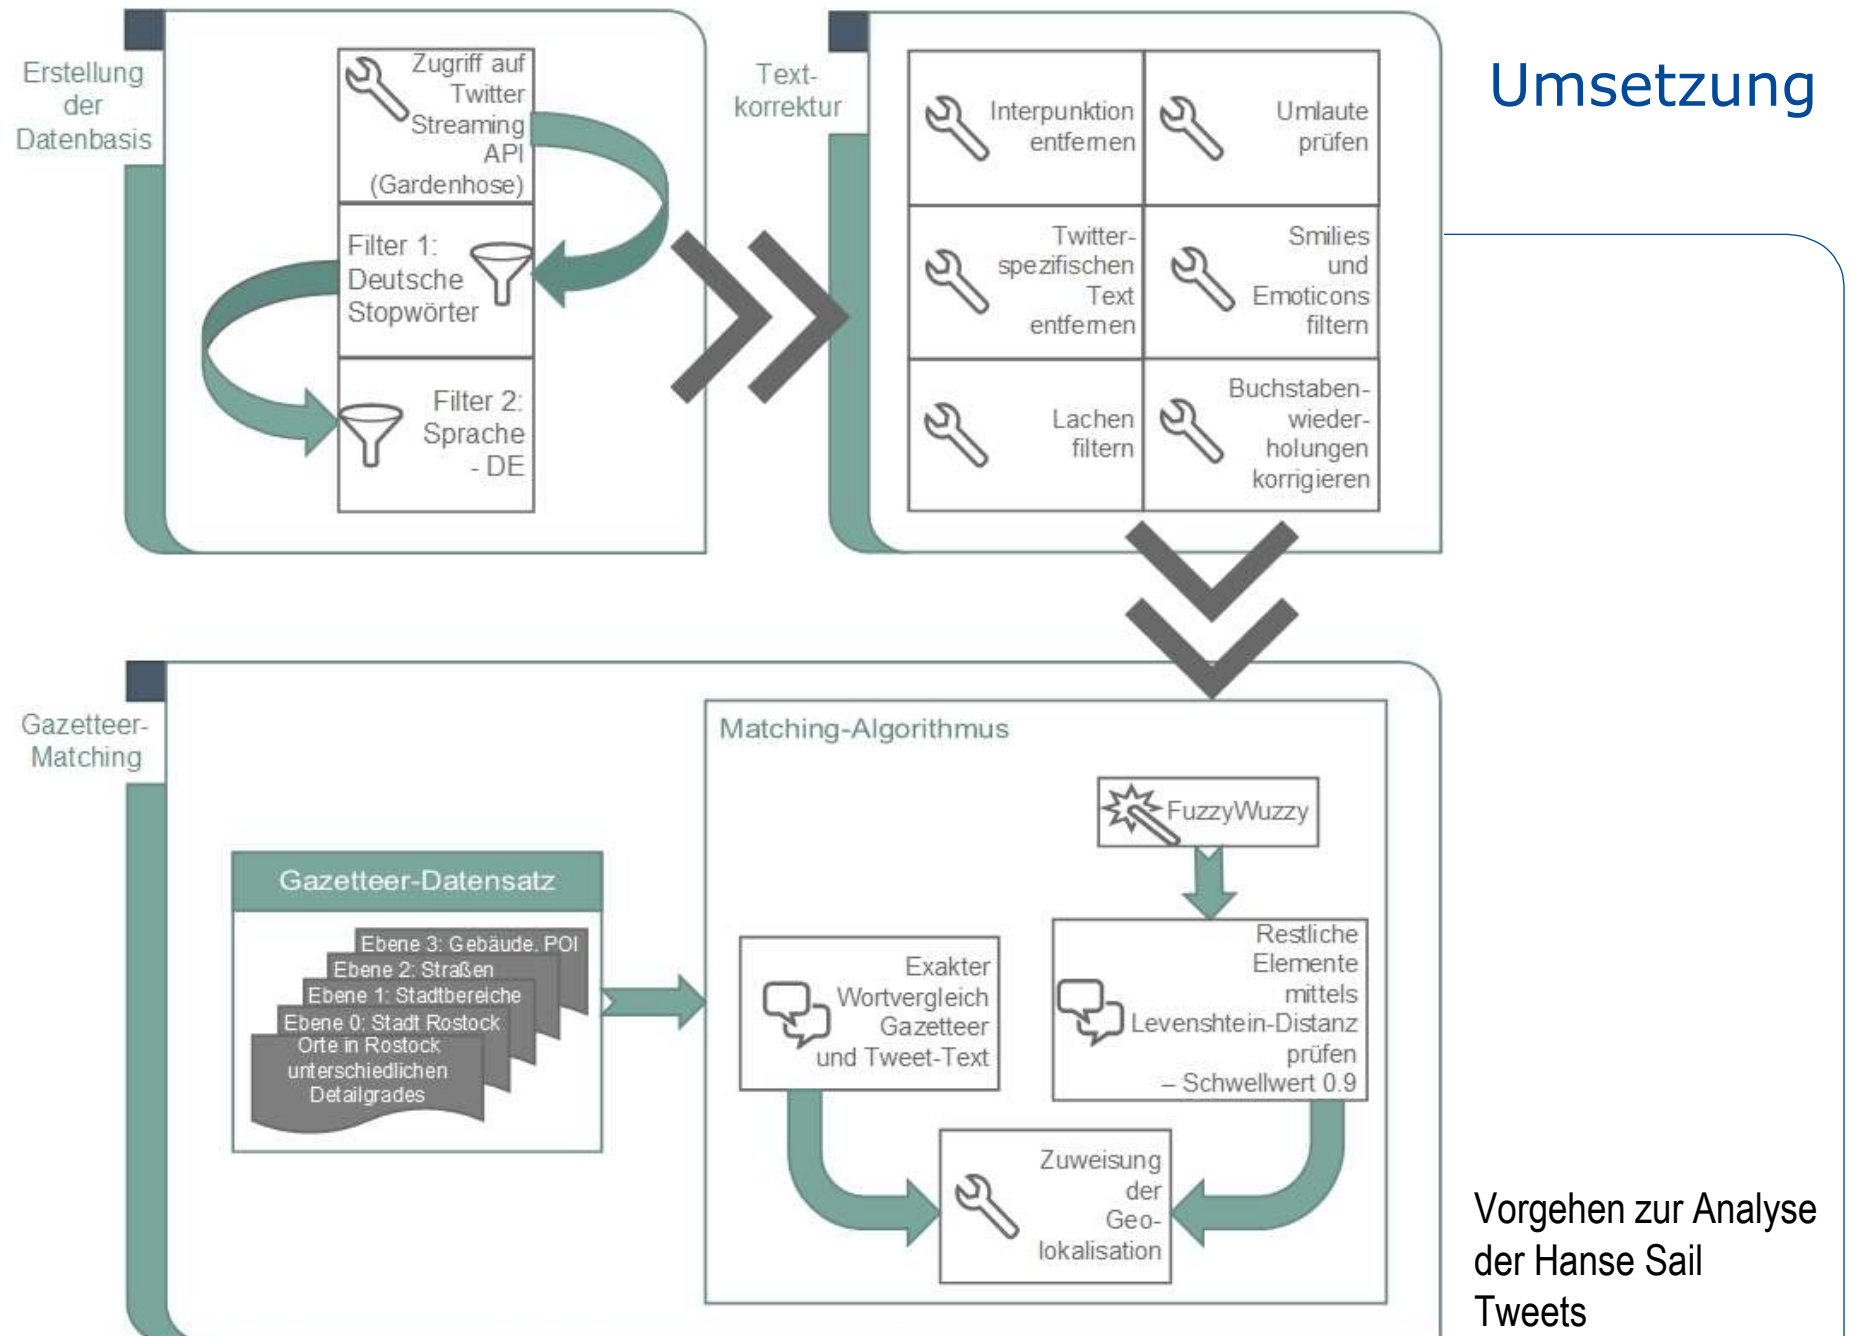 Umsetzung
Erstellung
der
Datenbasis
Zugriff auf
Twitter
Streaming
API
(Gardenhose)
Filter 1:
Deutsche
Stopwörter
Filter 2:
Sprache
- DE
Text-
korrektur
Interpunktion
entfernen
Umlaute
prüfen
Twitter-
spezifischen
Text
entfernen
Smilies
und
Emoticons
filtern
Lachen
filtern
Buchstaben-
wieder-
holungen
korrigieren
Gazetteer-
Matching
Gazetteer-Datensatz
Ebene 3: Gebäude. POI
Ebene 2: Straßen
Ebene 1: Stadtbereiche
Ebene 0: Stadt Rostock
Orte in Rostock
unterschiedlichen
Detailgrades
Matching-Algorithmus
FuzzyWuzzy
Exakter
Wortvergleich
Gazetteer
und Tweet-Text
Restliche
Elemente
mittels
Levenshtein-Distanz
prüfen
– Schwellwert 0.9
Zuweisung
der
Geo-
lokalisation
Vorgehen zur Analyse
der Hanse Sail
Tweets